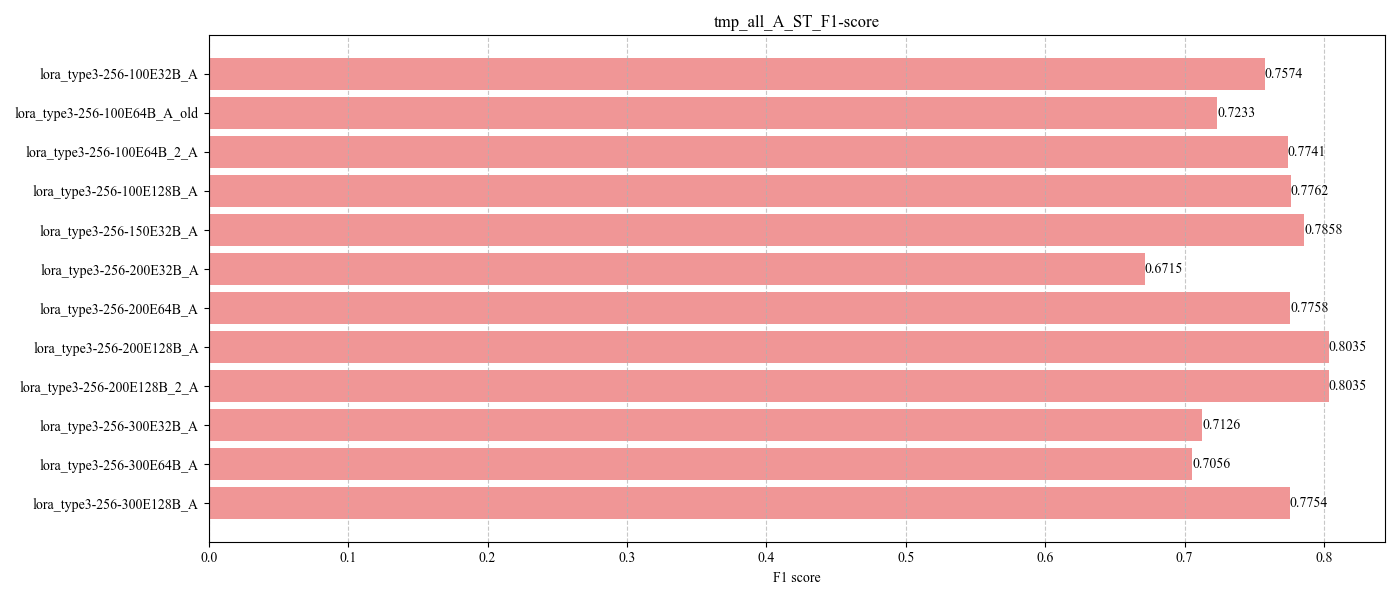 tmp_all_A_ST_F1-score
lora_type3-256-100E32B_A 0.7574
lora_type3-256-100E64B_A_old 0.7233
lora_type3-256-100E64B_2_A 0.7741
lora_type3-256-100E128B_A 0.7762
lora_type3-256-150E32B_A 0.7858
lora_type3-256-200E32B_A 0.6715
lora_type3-256-200E64B_A 0.7758
lora_type3-256-200E128B_A 0.8035
lora_type3-256-200E128B_2_A 0.8035
lora_type3-256-300E32B_A 0.7126
lora_type3-256-300E64B_A 0.7056
lora_type3-256-300E128B_A 0.7754
0.0 0.1 0.2 0.3 0.4 0.5 0.6 0.7 0.8
F1 score